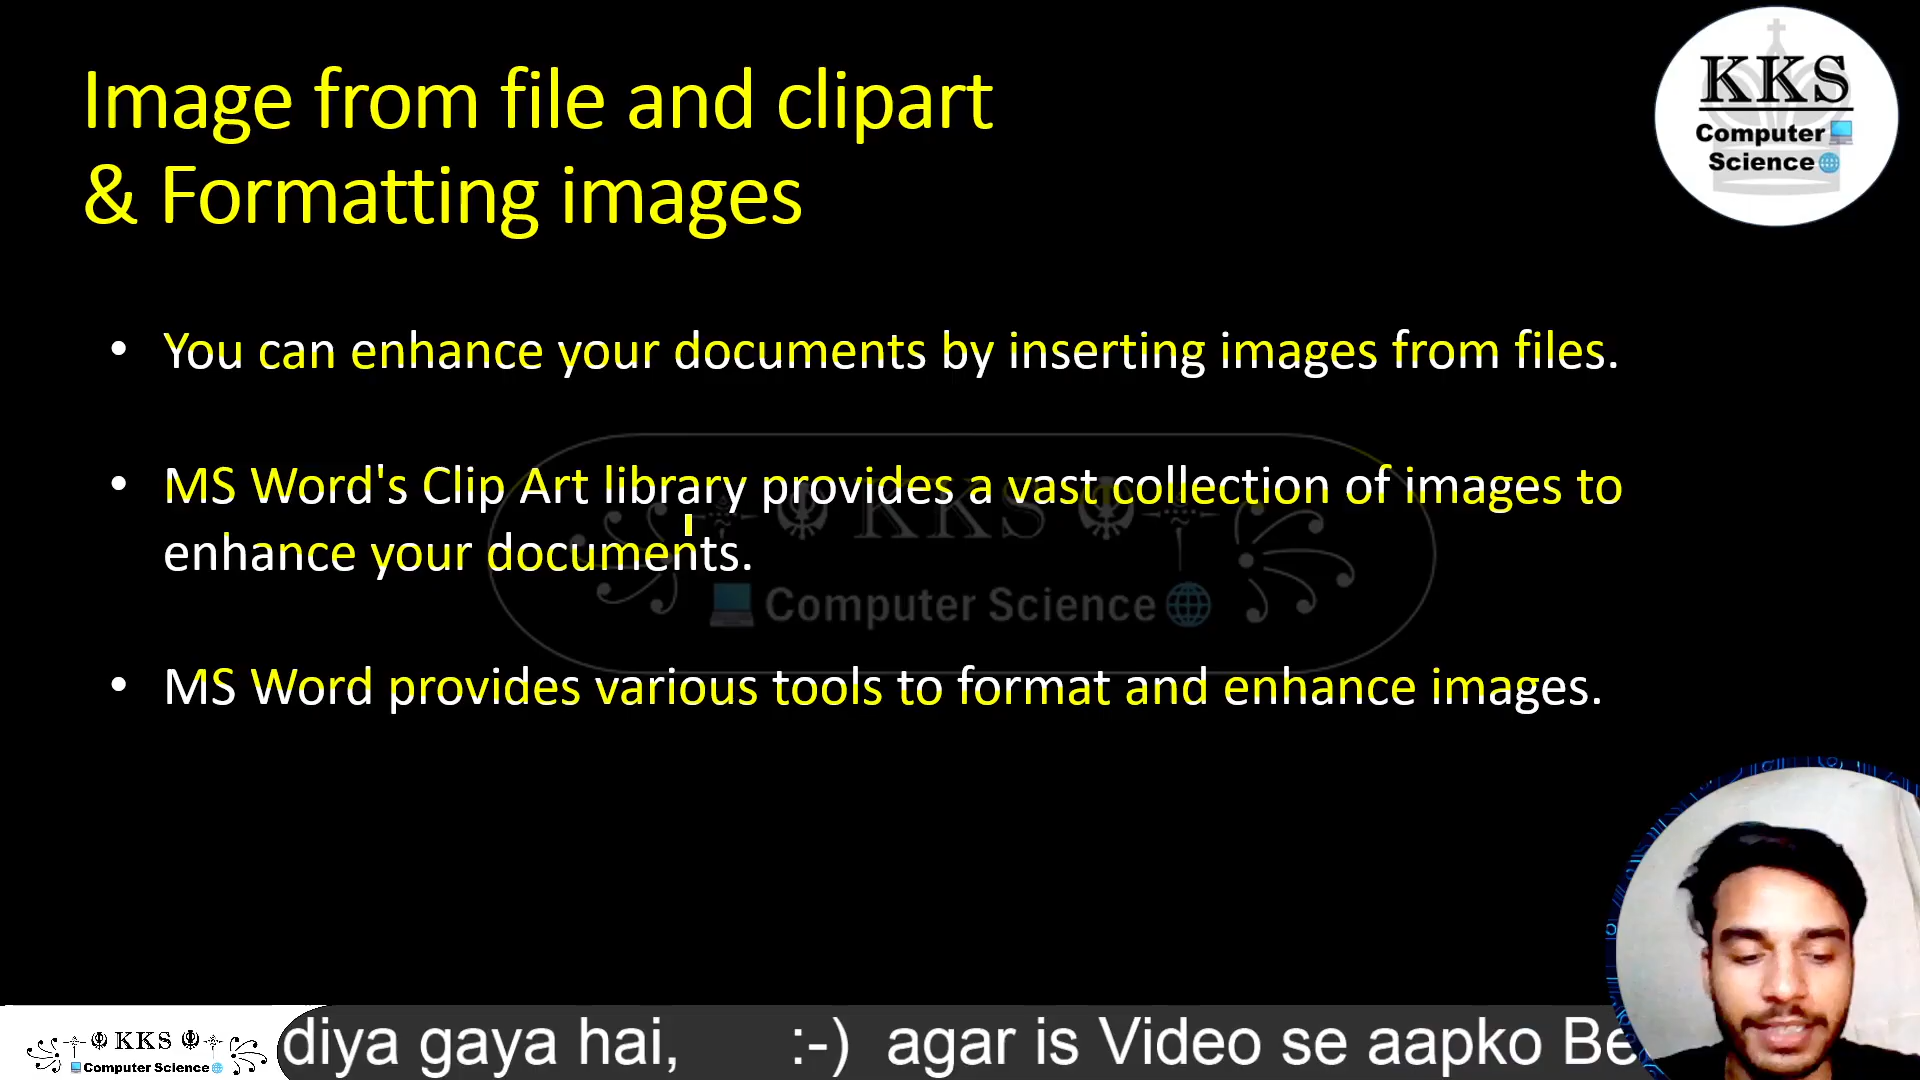 Image from file and clipart
& Formatting images
KKS
Computer
Science
• You can enhance your documents by inserting images from files.
• MS Word's Clip Art library provides a vast collection of images to
enhance your documents.
• MS Word provides various tools to format and enhance images.
KKS
Computer Science
KKS
Computer Science
diya gaya hai, :-) agar is Video se aapko Be